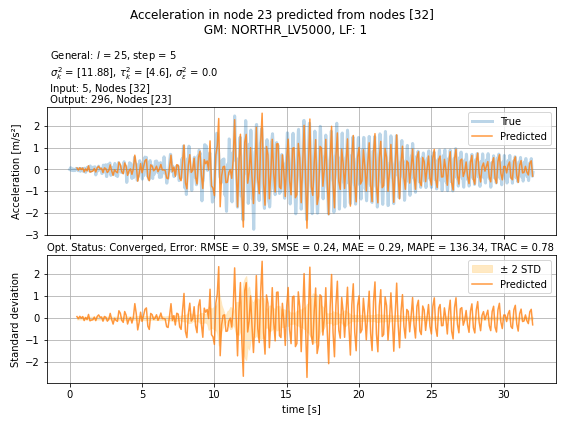 Acceleration in node 23 predicted from nodes [32]
GM: NORTHR_LV5000, LF: 1
General: l = 25, step = 5
σ²ₖ = [11.88], τ²ₖ = [4.6], σ²ε = 0.0
Input: 5, Nodes [32]
Output: 296, Nodes [23]
Acceleration [m/s²]
2
1
0
−1
−2
−3
True
Predicted
Opt. Status: Converged, Error: RMSE = 0.39, SMSE = 0.24, MAE = 0.29, MAPE = 136.34, TRAC = 0.78
Standard deviation
2
1
0
−1
−2
± 2 STD
Predicted
0 5 10 15 20 25 30
time [s]